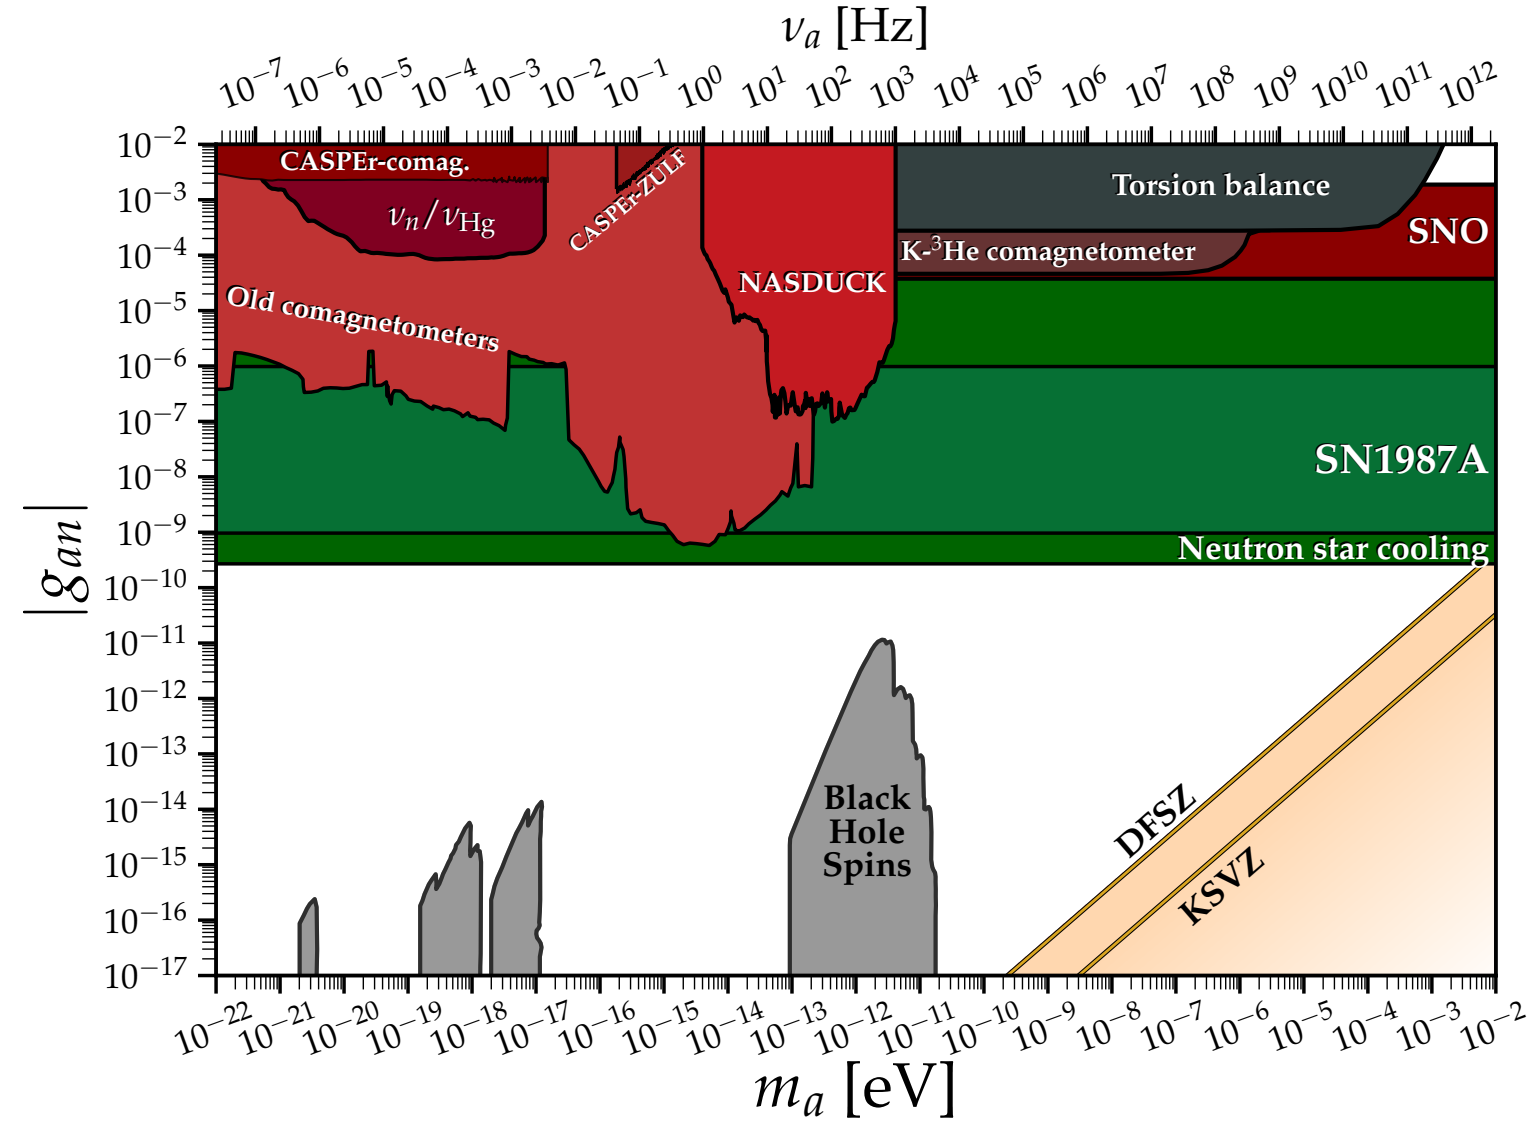 ν_a [Hz]
10^−7 10^−6 10^−5 10^−4 10^−3 10^−2 10^−1 10^0 10^1 10^2 10^3 10^4 10^5 10^6 10^7 10^8 10^9 10^10 10^11 10^12
10^−2
10^−3
10^−4
10^−5
10^−6
10^−7
10^−8
10^−9
10^−10
10^−11
10^−12
10^−13
10^−14
10^−15
10^−16
10^−17
|g_an|
CASPEr-comag.
ν_n/ν_Hg
CASPEr-ZULF
Old comagnetometers
NASDUCK
Torsion balance
K-³He comagnetometer
SNO
SN1987A
Neutron star cooling
Black
Hole
Spins
DFSZ
KSVZ
10^−22 10^−21 10^−20 10^−19 10^−18 10^−17 10^−16 10^−15 10^−14 10^−13 10^−12 10^−11 10^−10 10^−9 10^−8 10^−7 10^−6 10^−5 10^−4 10^−3 10^−2
m_a [eV]